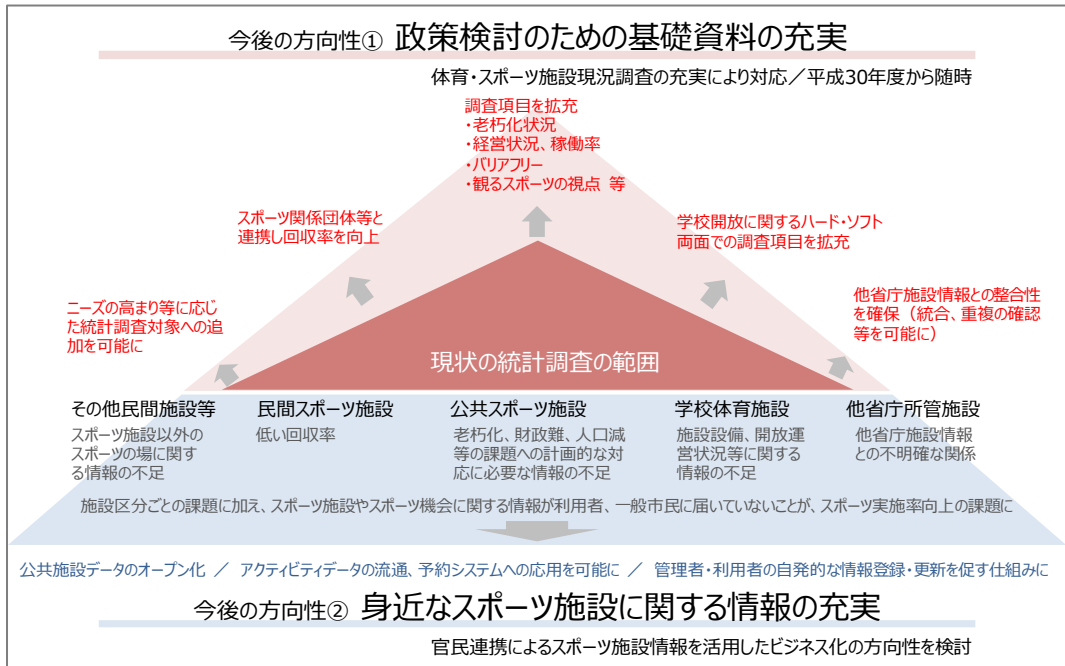 今後の方向性① 政策検討のための基礎資料の充実
体育・スポーツ施設現況調査の充実により対応／平成30年度から随時
調査項目を拡充
・老朽化状況
・経営状況、稼働率
・バリアフリー
・観るスポーツの視点 等
スポーツ関係団体等と
連携し回収率を向上
学校開放に関するハード・ソフト
両面での調査項目を拡充
ニーズの高まり等に応じ
た統計調査対象への追
加を可能に
他省庁施設情報との整合性
を確保（統合、重複の確認
等を可能に）
現状の統計調査の範囲
その他民間施設等
スポーツ施設以外の
スポーツの場に関す
る情報の不足
民間スポーツ施設
低い回収率
公共スポーツ施設
老朽化、財政難、人口減
等の課題への計画的な対
応に必要な情報の不足
学校体育施設
施設設備、開放運
営状況等に関する
情報の不足
他省庁所管施設
他省庁施設情報
との不明確な関係
施設区分ごとの課題に加え、スポーツ施設やスポーツ機会に関する情報が利用者、一般市民に届いていないことが、スポーツ実施率向上の課題に
公共施設データのオープン化 ／ アクティビティデータの流通、予約システムへの応用を可能に ／ 管理者・利用者の自発的な情報登録・更新を促す仕組みに
今後の方向性② 身近なスポーツ施設に関する情報の充実
官民連携によるスポーツ施設情報を活用したビジネス化の方向性を検討